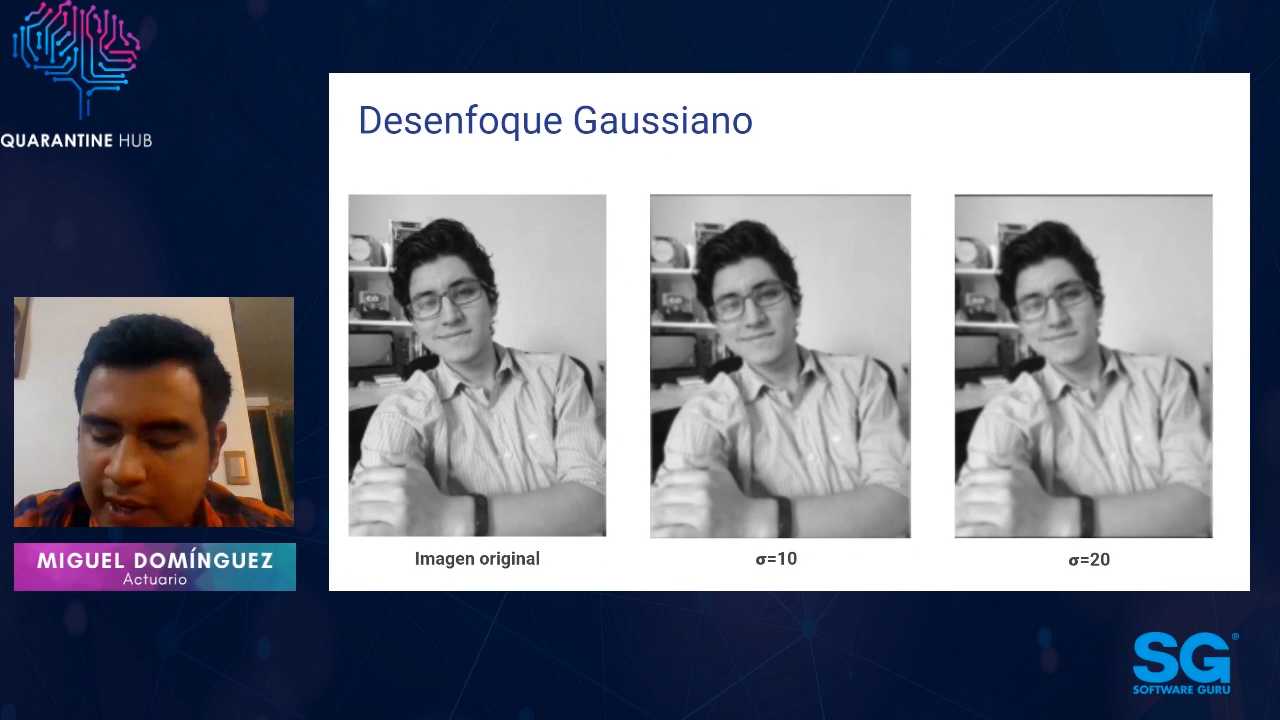 QUARANTINE HUB
Desenfoque Gaussiano
Imagen original
σ=10
σ=20
MIGUEL DOMÍNGUEZ
Actuario
SG®
SOFTWARE GURU